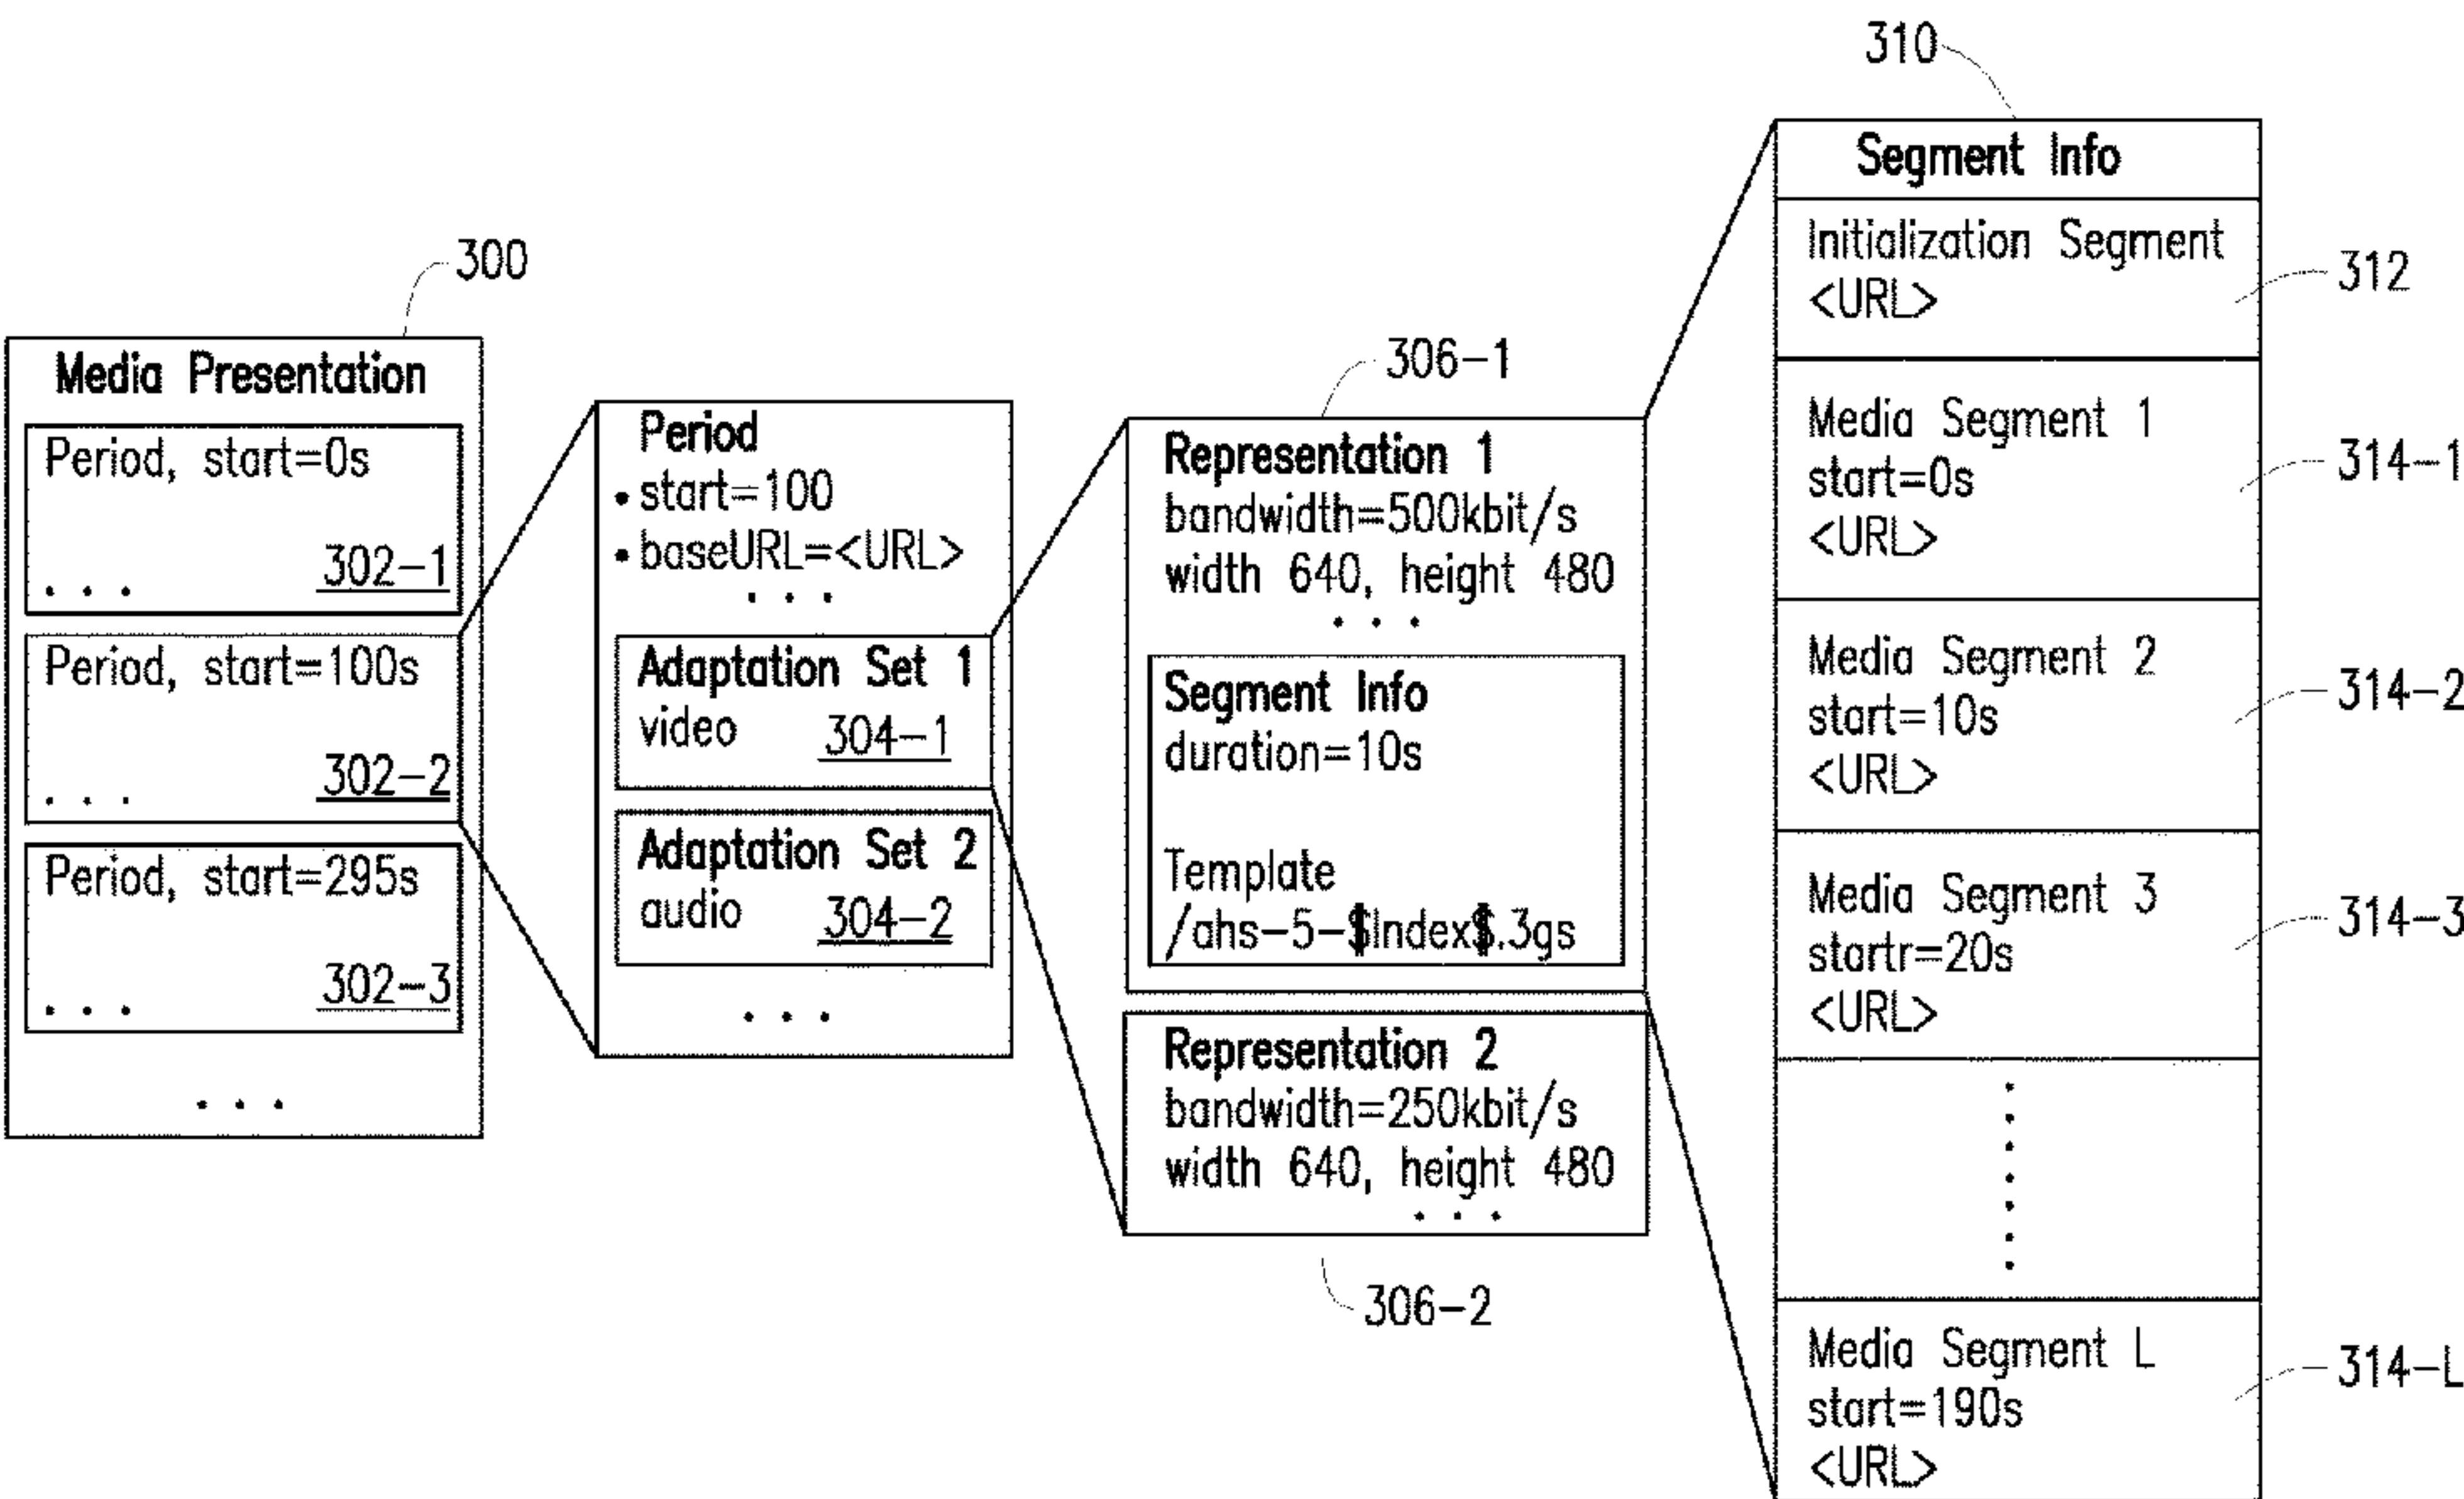 300
Media Presentation
Period, start=0s
. . .
302-1
Period, start=100s
. . .
302-2
Period, start=295s
. . .
302-3
. . .
Period
• start=100
• baseURL=<URL>
. . .
Adaptation Set 1
video
304-1
Adaptation Set 2
audio
304-2
. . .
306-1
Representation 1
bandwidth=500kbit/s
width 640, height 480
. . .
Segment Info
duration=10s
Template
/ahs-5-$Index$.3gs
Representation 2
bandwidth=250kbit/s
width 640, height 480
. . .
306-2
310
Segment Info
Initialization Segment
<URL>
312
Media Segment 1
start=0s
<URL>
314-1
Media Segment 2
start=10s
<URL>
314-2
Media Segment 3
startr=20s
<URL>
314-3
Media Segment L
start=190s
<URL>
314-L